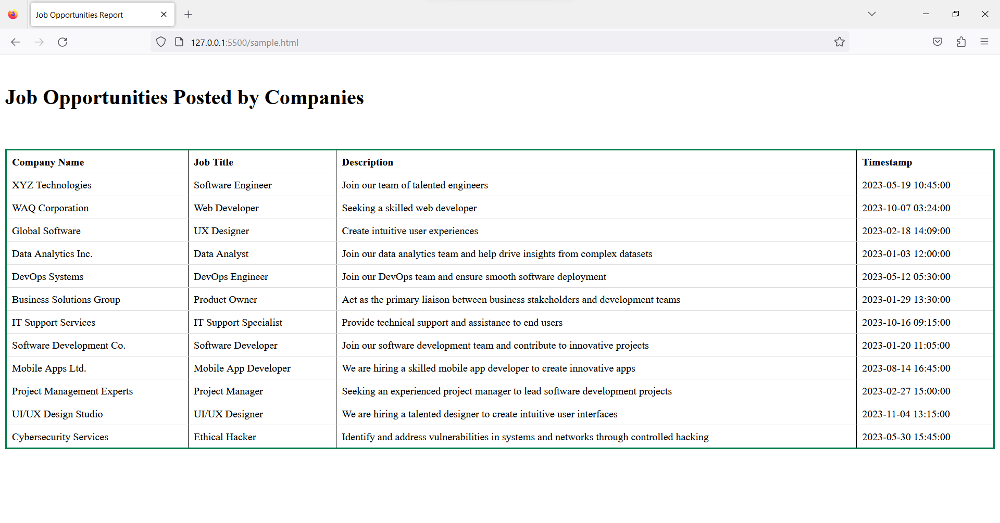 Job Opportunities Report
127.0.0.1:5500/sample.html
Job Opportunities Posted by Companies
Company Name Job Title Description Timestamp
XYZ Technologies Software Engineer Join our team of talented engineers 2023-05-19 10:45:00
WAQ Corporation Web Developer Seeking a skilled web developer 2023-10-07 03:24:00
Global Software UX Designer Create intuitive user experiences 2023-02-18 14:09:00
Data Analytics Inc. Data Analyst Join our data analytics team and help drive insights from complex datasets 2023-01-03 12:00:00
DevOps Systems DevOps Engineer Join our DevOps team and ensure smooth software deployment 2023-05-12 05:30:00
Business Solutions Group Product Owner Act as the primary liaison between business stakeholders and development teams 2023-01-29 13:30:00
IT Support Services IT Support Specialist Provide technical support and assistance to end users 2023-10-16 09:15:00
Software Development Co. Software Developer Join our software development team and contribute to innovative projects 2023-01-20 11:05:00
Mobile Apps Ltd. Mobile App Developer We are hiring a skilled mobile app developer to create innovative apps 2023-08-14 16:45:00
Project Management Experts Project Manager Seeking an experienced project manager to lead software development projects 2023-02-27 15:00:00
UI/UX Design Studio UI/UX Designer We are hiring a talented designer to create intuitive user interfaces 2023-11-04 13:15:00
Cybersecurity Services Ethical Hacker Identify and address vulnerabilities in systems and networks through controlled hacking 2023-05-30 15:45:00